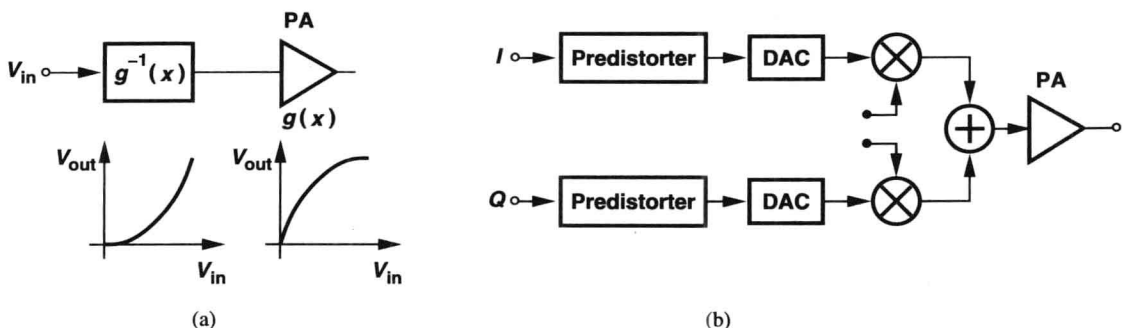 PA
V_in
g⁻¹(x)
g(x)
V_out
V_in
V_out
V_in
(a)
I
Predistorter
DAC
PA
Q
Predistorter
DAC
(b)